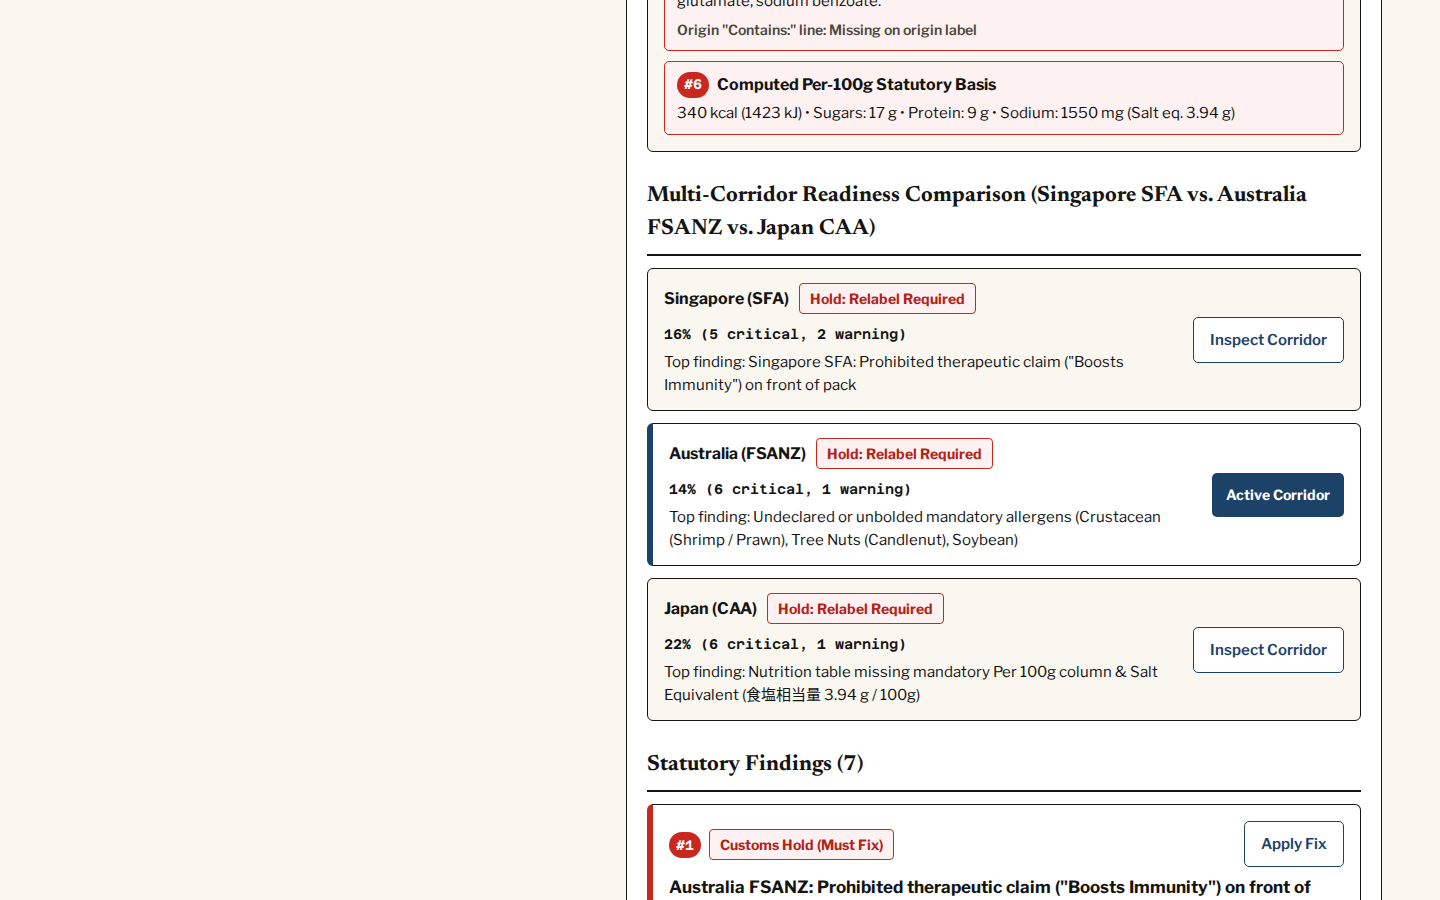 glutamate, sodium benzoate.
Origin "Contains:" line: Missing on origin label
#6 Computed Per-100g Statutory Basis
340 kcal (1423 kJ) • Sugars: 17 g • Protein: 9 g • Sodium: 1550 mg (Salt eq. 3.94 g)
Multi-Corridor Readiness Comparison (Singapore SFA vs. Australia
FSANZ vs. Japan CAA)
Singapore (SFA) Hold: Relabel Required
16% (5 critical, 2 warning)
Inspect Corridor
Top finding: Singapore SFA: Prohibited therapeutic claim ("Boosts
Immunity") on front of pack
Australia (FSANZ) Hold: Relabel Required
14% (6 critical, 1 warning)
Active Corridor
Top finding: Undeclared or unbolded mandatory allergens (Crustacean
(Shrimp / Prawn), Tree Nuts (Candlenut), Soybean)
Japan (CAA) Hold: Relabel Required
22% (6 critical, 1 warning)
Inspect Corridor
Top finding: Nutrition table missing mandatory Per 100g column & Salt
Equivalent (食塩相当量 3.94 g / 100g)
Statutory Findings (7)
#1 Customs Hold (Must Fix)
Apply Fix
Australia FSANZ: Prohibited therapeutic claim ("Boosts Immunity") on front of